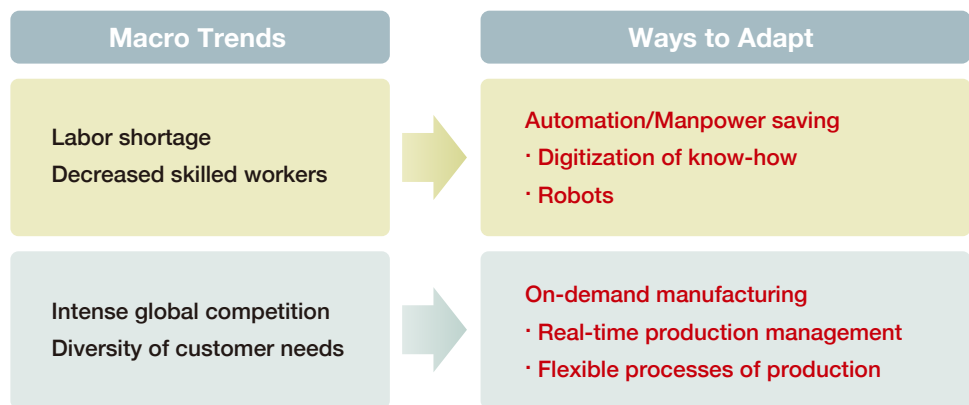 Macro Trends
Ways to Adapt
Labor shortage
Decreased skilled workers
Automation/Manpower saving
· Digitization of know-how
· Robots
Intense global competition
Diversity of customer needs
On-demand manufacturing
· Real-time production management
· Flexible processes of production